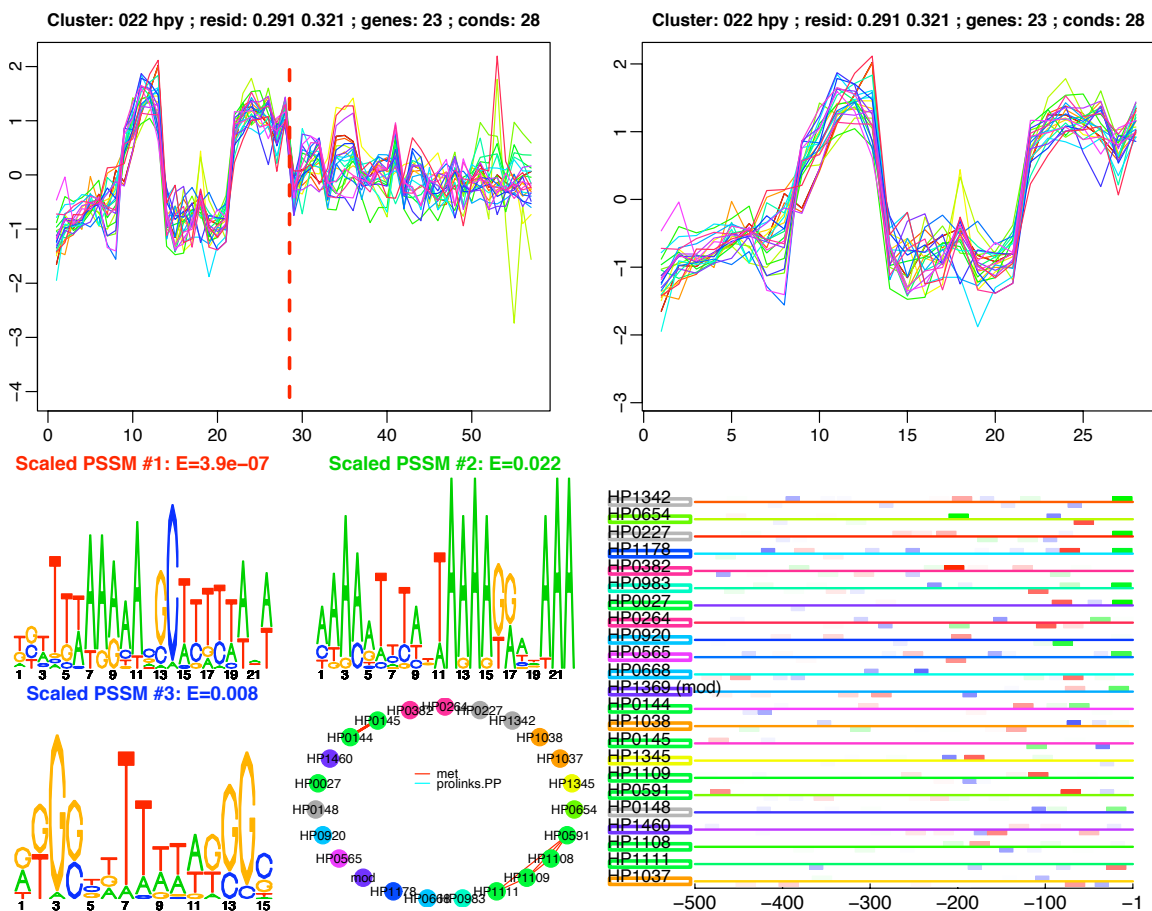 Cluster: 022 hpy ; resid: 0.291 0.321 ; genes: 23 ; conds: 28
Cluster: 022 hpy ; resid: 0.291 0.321 ; genes: 23 ; conds: 28
2
1
0
-1
-2
-3
-4
0 10 20 30 40 50
2
1
0
-1
-2
-3
0 5 10 15 20 25
Scaled PSSM #1: E=3.9e-07
1 3 5 7 9 11 13 15 17 19 21
Scaled PSSM #2: E=0.022
1 3 5 7 9 11 13 15 17 19 21
Scaled PSSM #3: E=0.008
1 3 5 7 9 11 13 15
HP0264
HP0227
HP1342
HP1038
HP1037
HP1345
HP0654
HP0591
HP1108
HP1109
HP1111
HP0983
HP0668
HP1178
mod
HP0565
HP0920
HP0148
HP0027
HP1460
HP0144
HP0145
HP0382
met
prolinks.PP
HP1342
HP0654
HP0227
HP1178
HP0382
HP0983
HP0027
HP0264
HP0920
HP0565
HP0668
HP1369 (mod)
HP0144
HP1038
HP0145
HP1345
HP1109
HP0591
HP0148
HP1460
HP1108
HP1111
HP1037
-500 -400 -300 -200 -100 -1